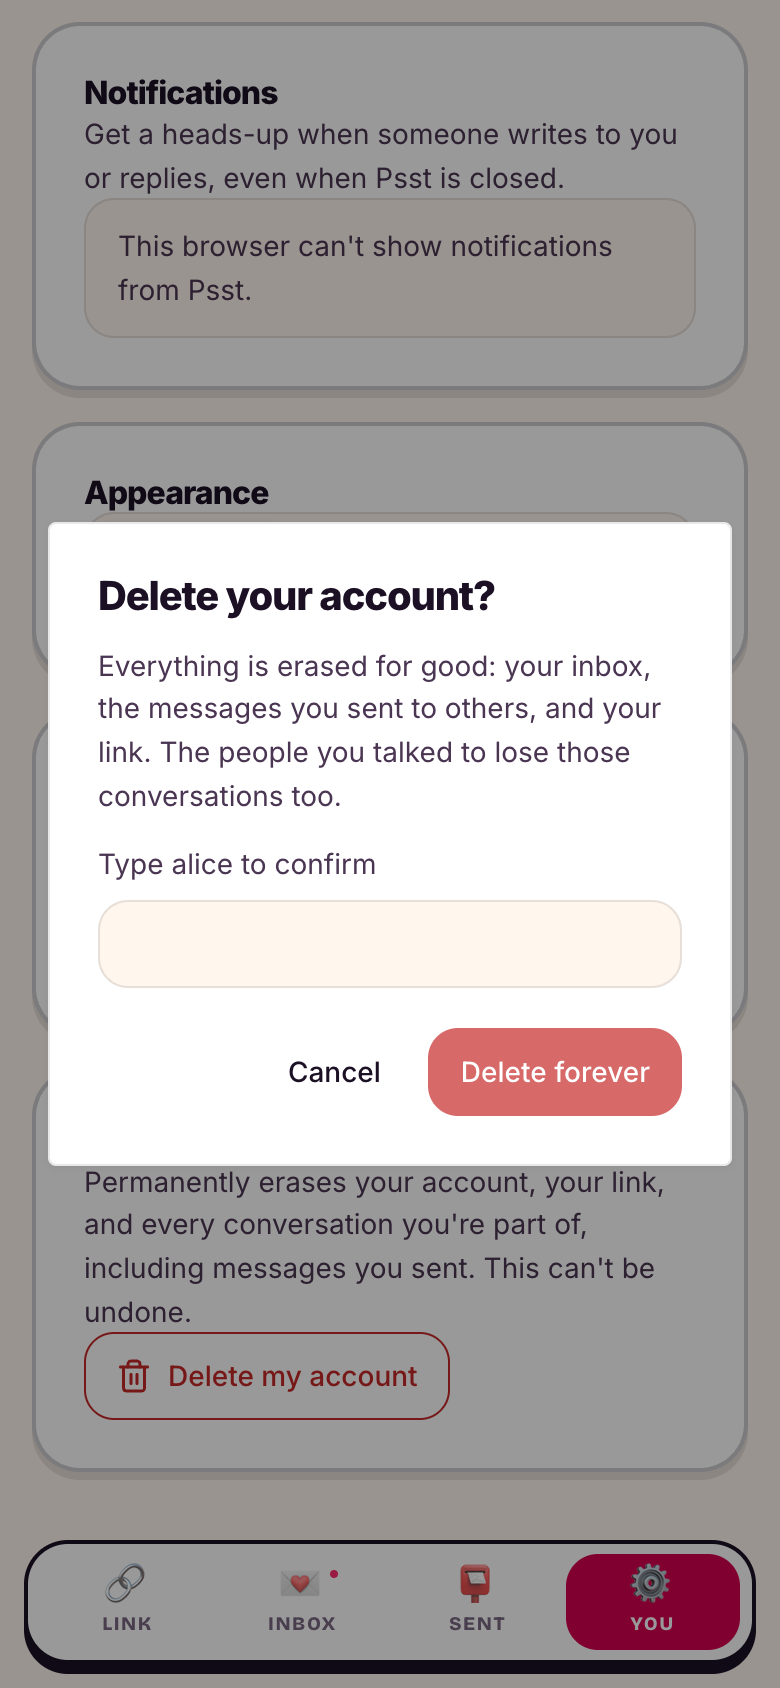 Notifications
Get a heads-up when someone writes to you
or replies, even when Psst is closed.
This browser can't show notifications
from Psst.
Appearance
Delete your account?
Everything is erased for good: your inbox,
the messages you sent to others, and your
link. The people you talked to lose those
conversations too.
Type alice to confirm
Cancel
Delete forever
Permanently erases your account, your link,
and every conversation you're part of,
including messages you sent. This can't be
undone.
Delete my account
LINK
INBOX
SENT
YOU